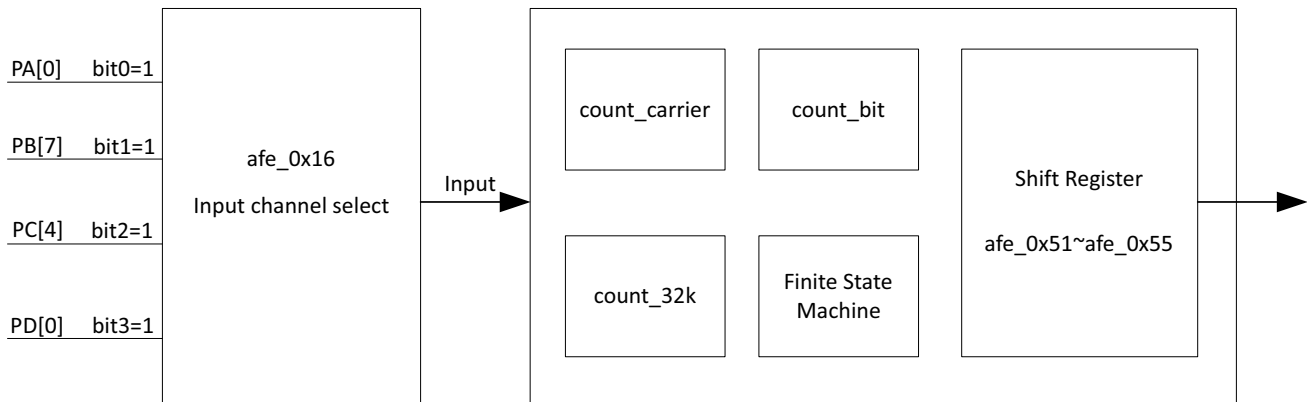 PA[0] bit0=1
PB[7] bit1=1
PC[4] bit2=1
PD[0] bit3=1
afe_0x16
Input channel select
Input
count_carrier
count_bit
count_32k
Finite State
Machine
Shift Register
afe_0x51~afe_0x55